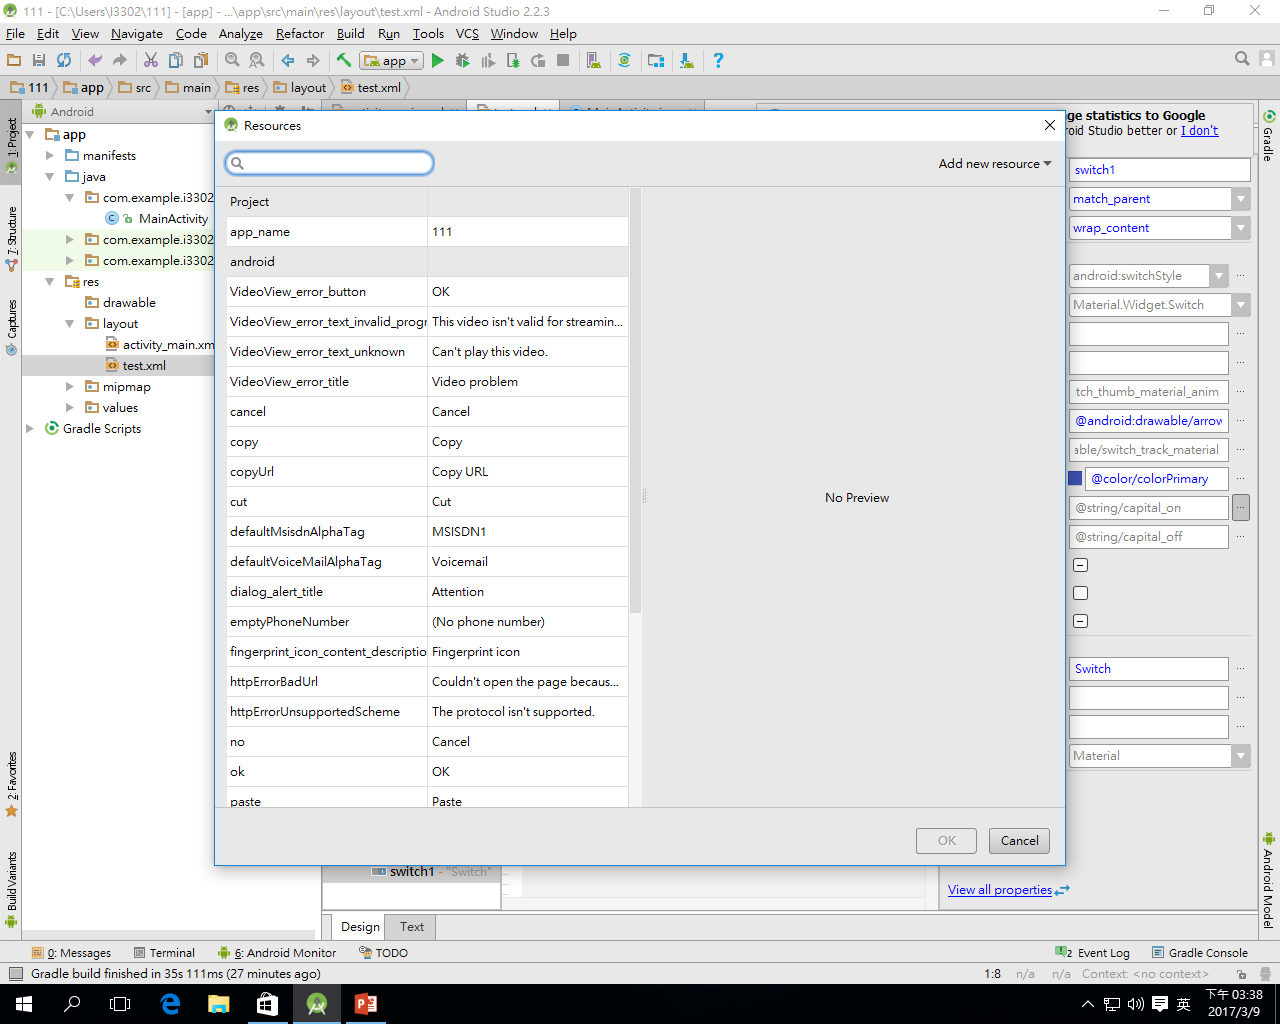 111 - [C:\Users\I3302\111] - [app] - ...\app\src\main\res\layout\test.xml - Android Studio 2.2.3
File Edit View Navigate Code Analyze Refactor Build Run Tools VCS Window Help
app
111 app src main res layout test.xml
Android
1: Project
7: Structure
Captures
2: Favorites
Build Variants
app
manifests
java
com.example.i3302
MainActivity
com.example.i3302
com.example.i3302
res
drawable
layout
activity_main.xm
test.xml
mipmap
values
Gradle Scripts
Resources
Add new resource
Project
app_name 111
android
VideoView_error_button OK
VideoView_error_text_invalid_progr This video isn't valid for streamin...
VideoView_error_text_unknown Can't play this video.
VideoView_error_title Video problem
cancel Cancel
copy Copy
copyUrl Copy URL
cut Cut
defaultMsisdnAlphaTag MSISDN1
defaultVoiceMailAlphaTag Voicemail
dialog_alert_title Attention
emptyPhoneNumber (No phone number)
fingerprint_icon_content_descriptio Fingerprint icon
httpErrorBadUrl Couldn't open the page becaus...
httpErrorUnsupportedScheme The protocol isn't supported.
no Cancel
ok OK
paste Paste
No Preview
OK Cancel
ge statistics to Google
oid Studio better or I don't
switch1
match_parent
wrap_content
android:switchStyle
Material.Widget.Switch
tch_thumb_material_anim
@android:drawable/arrow
able/switch_track_material
@color/colorPrimary
@string/capital_on
@string/capital_off
Switch
Material
View all properties
Gradle
Android Model
switch1 - "Switch"
Design Text
0: Messages Terminal 6: Android Monitor TODO 2 Event Log Gradle Console
Gradle build finished in 35s 111ms (27 minutes ago) 1:8 n/a n/a Context: <no context>
英
下午 03:38
2017/3/9